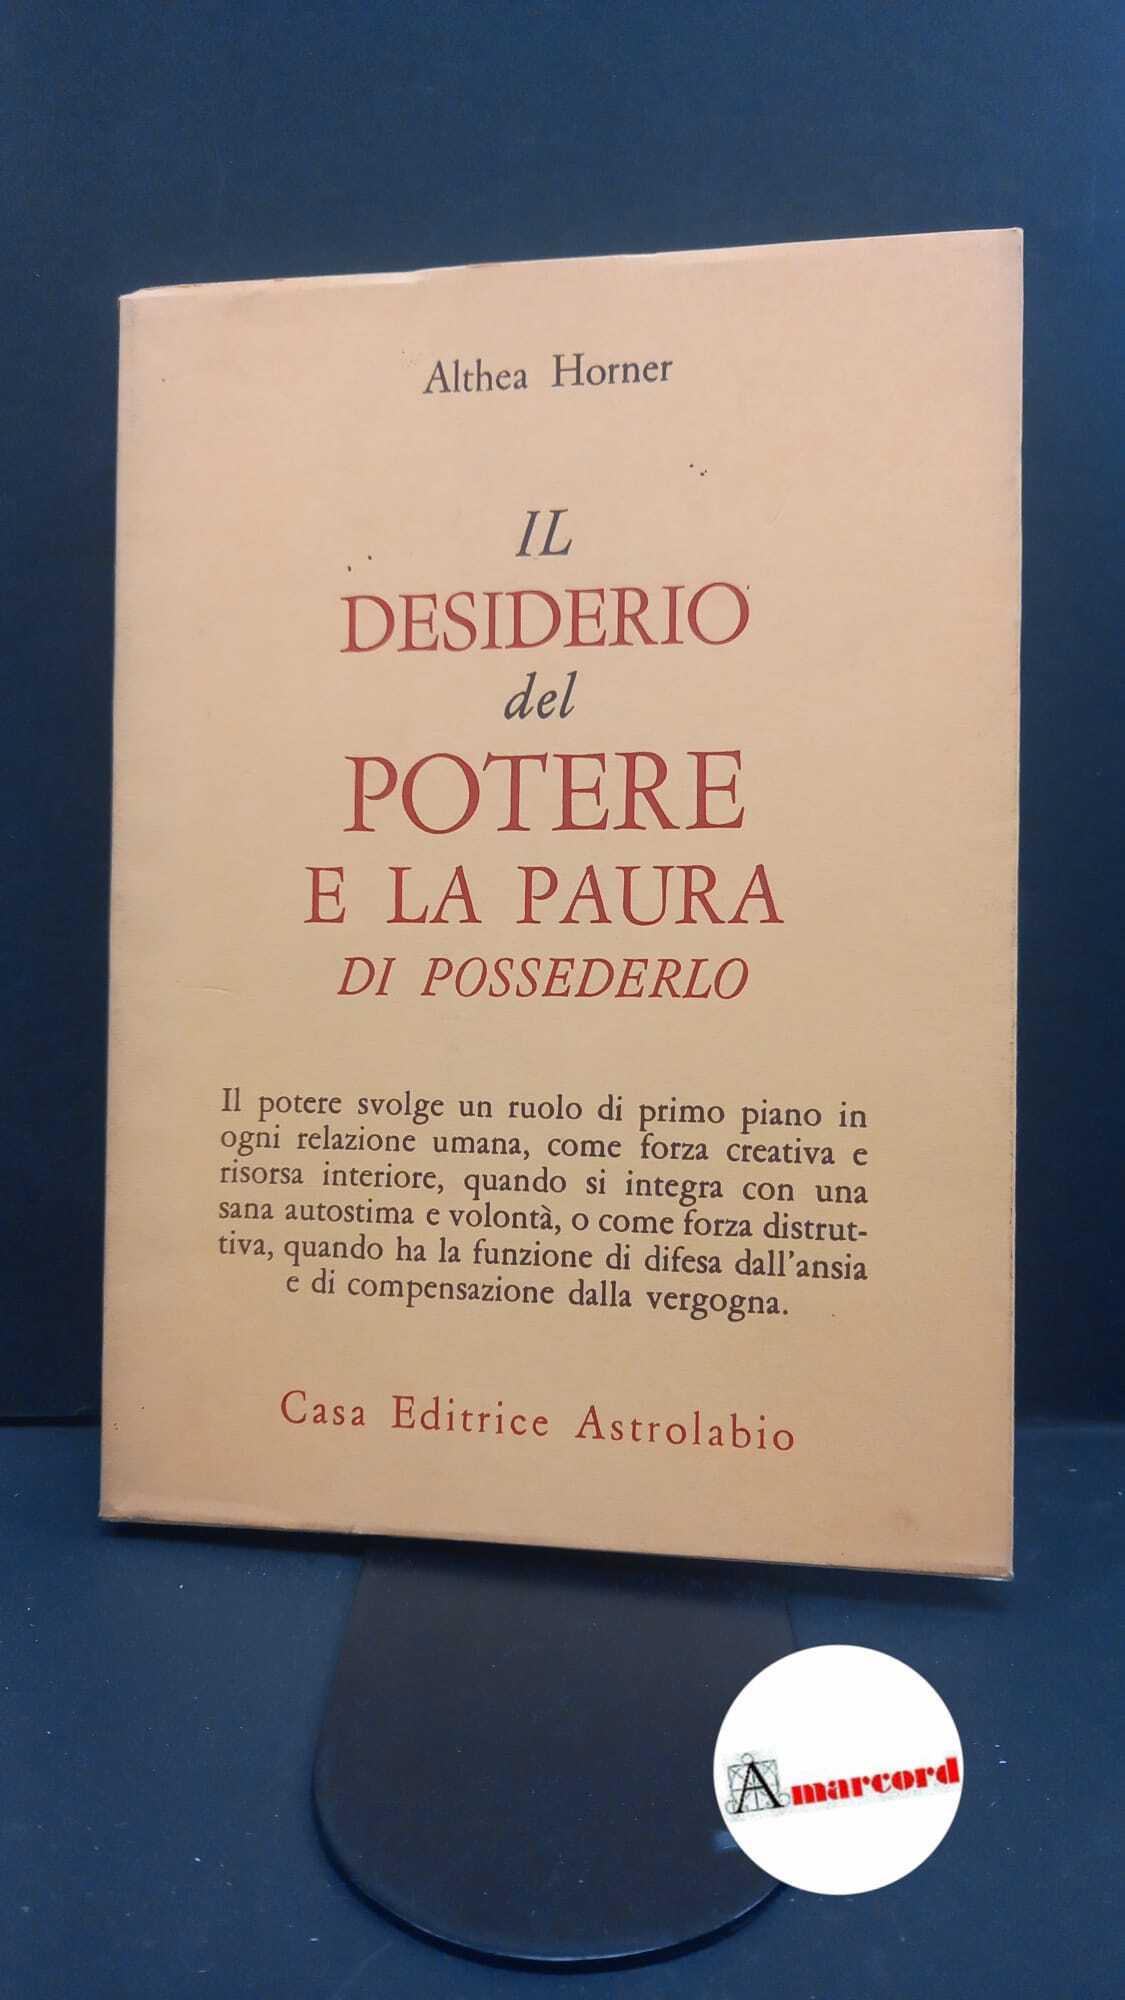 Althea Horner
IL
DESIDERIO
del
POTERE
E LA PAURA
DI POSSEDERLO
Il potere svolge un ruolo di primo piano in
ogni relazione umana, come forza creativa e
risorsa interiore, quando si integra con una
sana autostima e volontà, o come forza distrut-
tiva, quando ha la funzione di difesa dall'ansia
e di compensazione dalla vergogna.
Casa Editrice Astrolabio
Amarcord